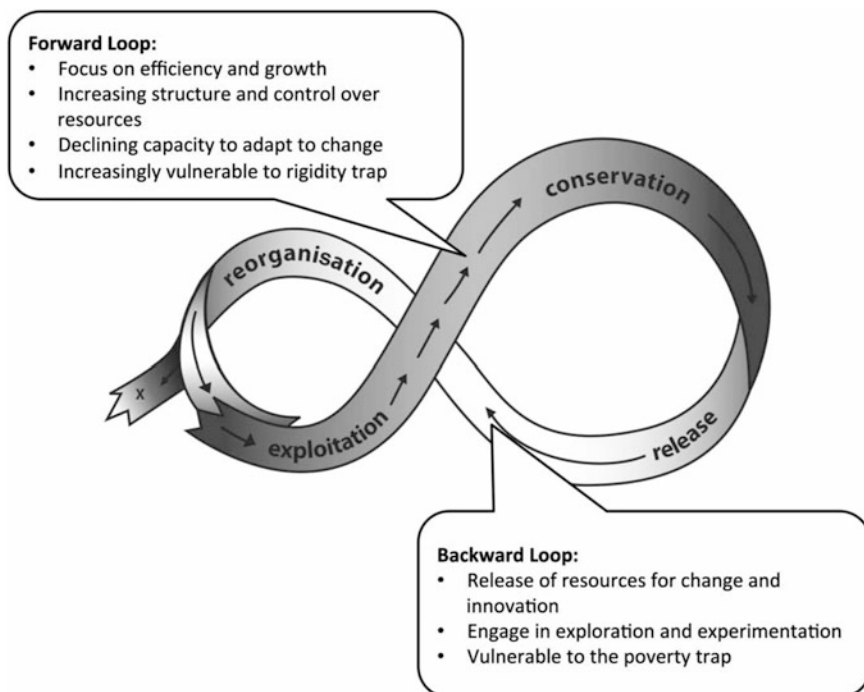 Forward Loop:
• Focus on efficiency and growth
• Increasing structure and control over
resources
• Declining capacity to adapt to change
• Increasingly vulnerable to rigidity trap
conservation
reorganisation
x
exploitation
release
Backward Loop:
• Release of resources for change and
innovation
• Engage in exploration and experimentation
• Vulnerable to the poverty trap